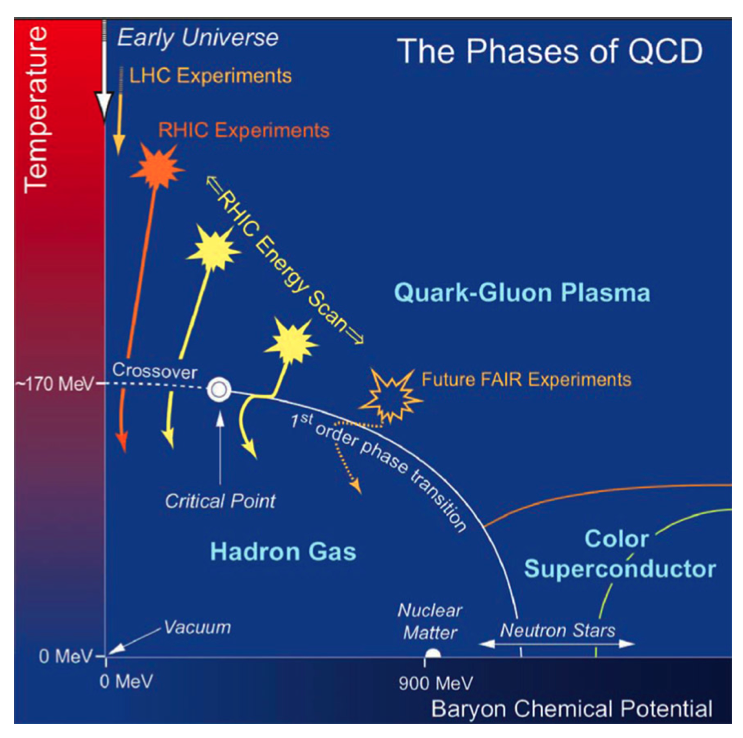 Temperature
Early Universe
The Phases of QCD
LHC Experiments
RHIC Experiments
RHIC Energy Scan
Quark-Gluon Plasma
Crossover
~170 MeV
Future FAIR Experiments
1st order phase transition
Critical Point
Hadron Gas
Color
Superconductor
Nuclear
Matter
Neutron Stars
Vacuum
0 MeV
0 MeV
900 MeV
Baryon Chemical Potential